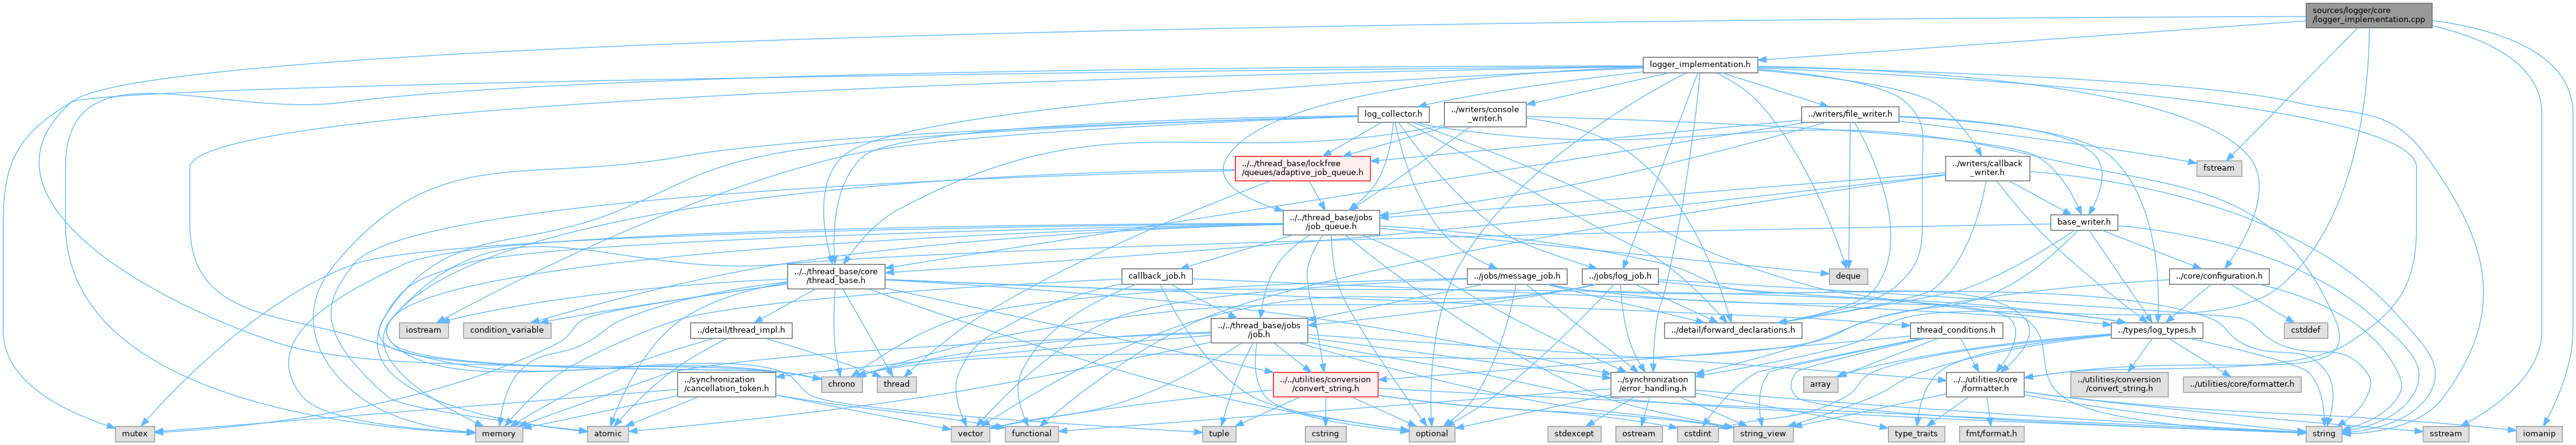 sources/logger/core
/logger_implementation.cpp
logger_implementation.h
log_collector.h
../writers/console
_writer.h
../writers/file_writer.h
../../thread_base/lockfree
/queues/adaptive_job_queue.h
../writers/callback
_writer.h
fstream
../../thread_base/jobs
/job_queue.h
base_writer.h
../../thread_base/core
/thread_base.h
callback_job.h
../jobs/message_job.h
../jobs/log_job.h
deque
../core/configuration.h
iostream
condition_variable
../detail/thread_impl.h
../../thread_base/jobs
/job.h
../detail/forward_declarations.h
thread_conditions.h
../types/log_types.h
cstddef
../synchronization
/cancellation_token.h
chrono
thread
../../utilities/conversion
/convert_string.h
../synchronization
/error_handling.h
array
../../utilities/core
/formatter.h
../utilities/conversion
/convert_string.h
../utilities/core/formatter.h
mutex
memory
atomic
vector
functional
tuple
cstring
optional
stdexcept
ostream
cstdint
string_view
type_traits
fmt/format.h
string
sstream
iomanip